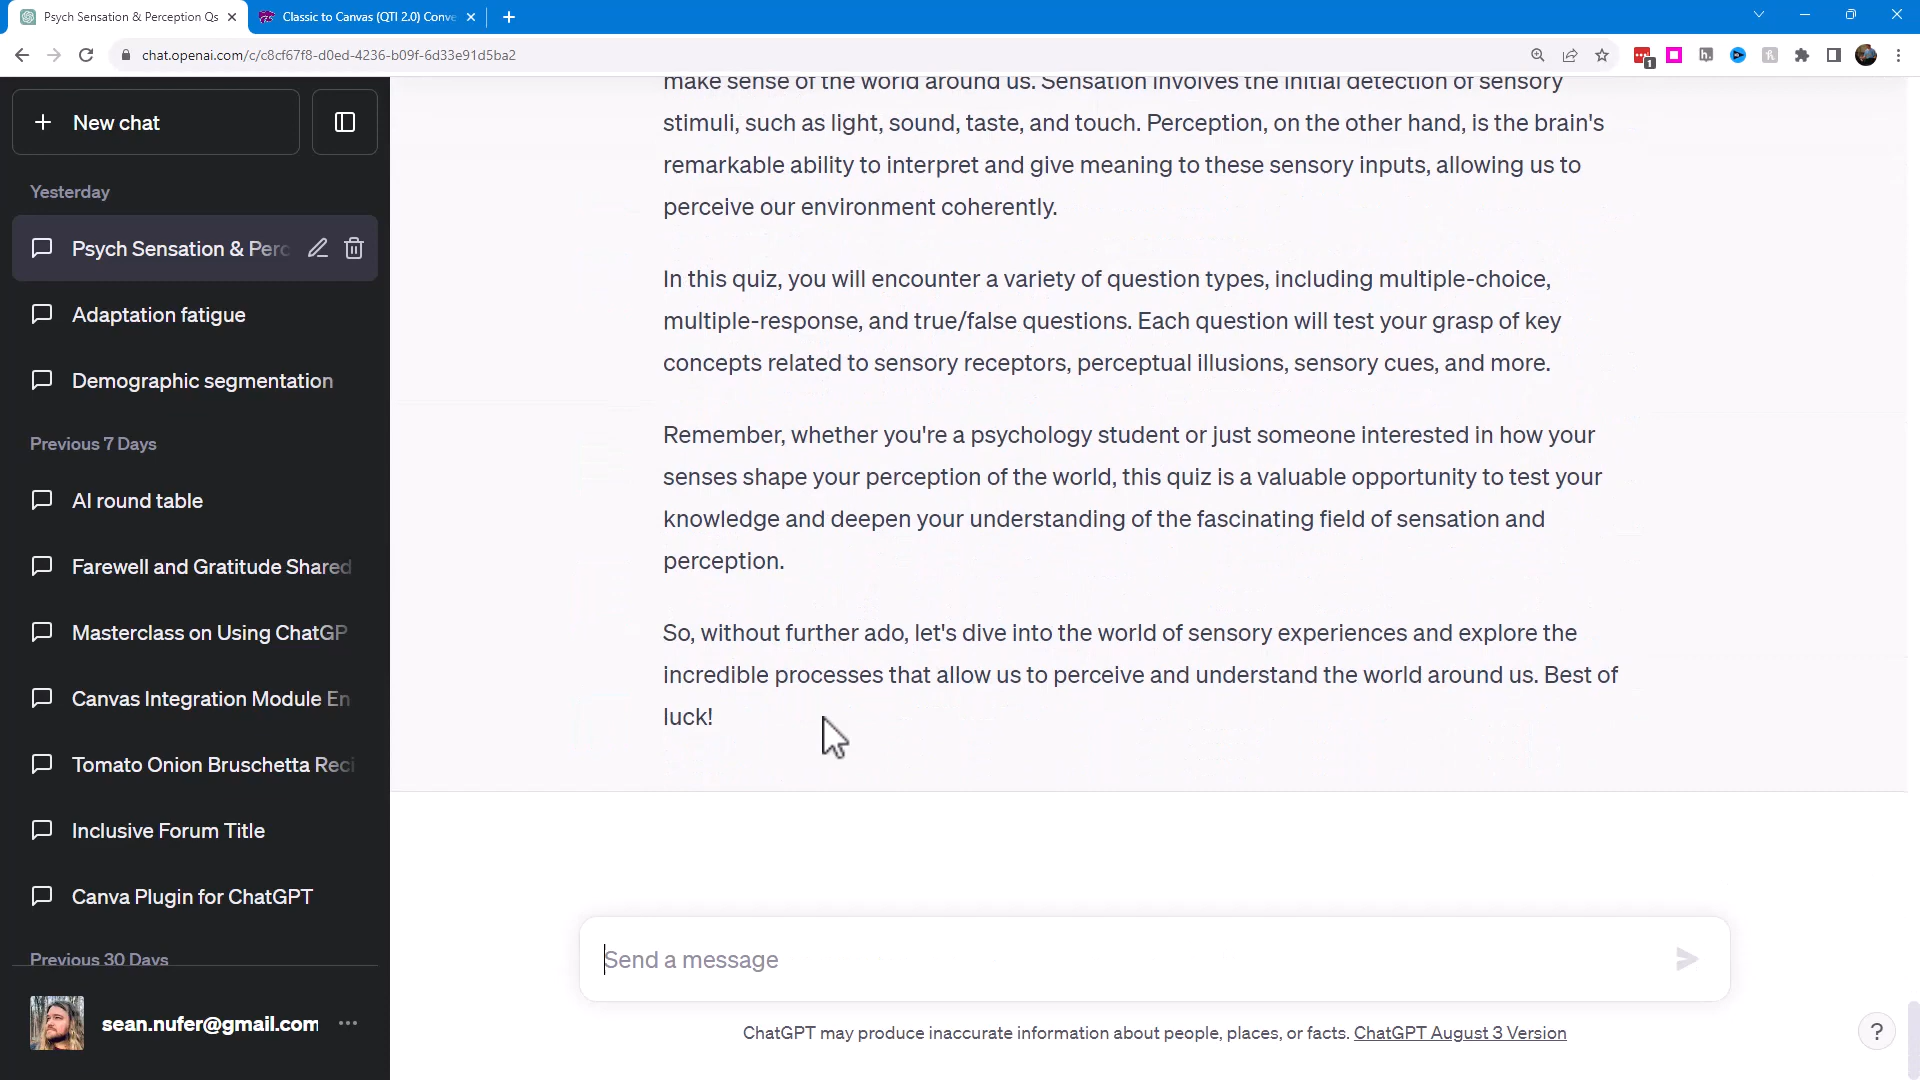 Psych Sensation & Perception Qs
Classic to Canvas (QTI 2.0) Conve
chat.openai.com/c/c8cf67f8-d0ed-4236-b09f-6d33e91d5ba2
1
New chat
Yesterday
Psych Sensation & Perc
Adaptation fatigue
Demographic segmentation
Previous 7 Days
AI round table
Farewell and Gratitude Shared
Masterclass on Using ChatGP
Canvas Integration Module En
Tomato Onion Bruschetta Reci
Inclusive Forum Title
Canva Plugin for ChatGPT
Previous 30 Days
sean.nufer@gmail.com
make sense of the world around us. Sensation involves the initial detection of sensory
stimuli, such as light, sound, taste, and touch. Perception, on the other hand, is the brain's
remarkable ability to interpret and give meaning to these sensory inputs, allowing us to
perceive our environment coherently.
In this quiz, you will encounter a variety of question types, including multiple-choice,
multiple-response, and true/false questions. Each question will test your grasp of key
concepts related to sensory receptors, perceptual illusions, sensory cues, and more.
Remember, whether you're a psychology student or just someone interested in how your
senses shape your perception of the world, this quiz is a valuable opportunity to test your
knowledge and deepen your understanding of the fascinating field of sensation and
perception.
So, without further ado, let's dive into the world of sensory experiences and explore the
incredible processes that allow us to perceive and understand the world around us. Best of
luck!
Send a message
ChatGPT may produce inaccurate information about people, places, or facts. ChatGPT August 3 Version
?